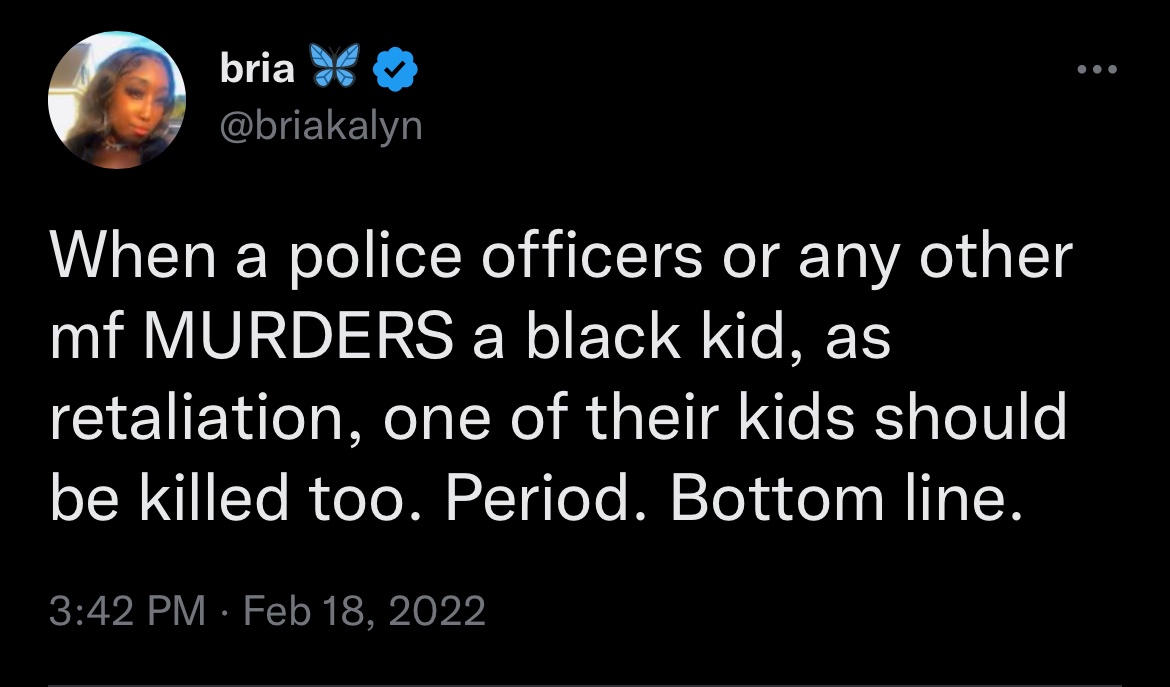 bria 🦋
@briakalyn
When a police officers or any other
mf MURDERS a black kid, as
retaliation, one of their kids should
be killed too. Period. Bottom line.
3:42 PM · Feb 18, 2022